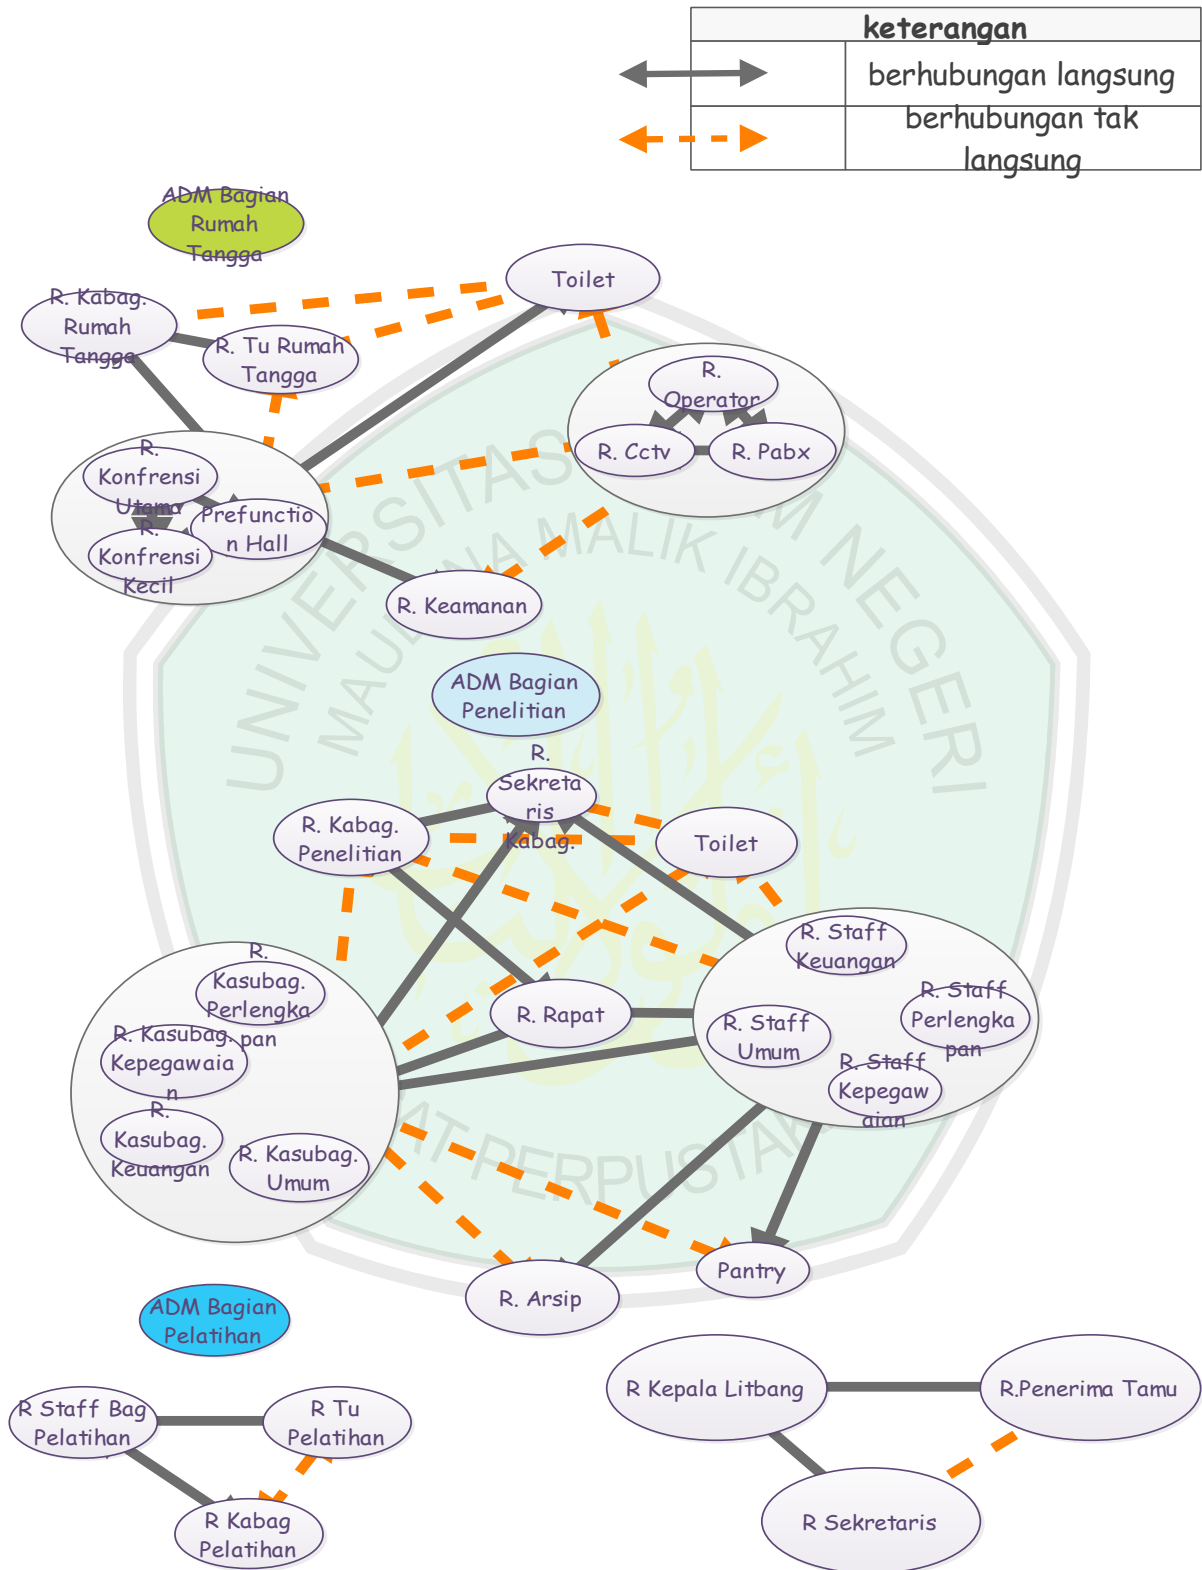 keterangan
berhubungan langsung
berhubungan tak
langsung
ADM Bagian
Rumah
Tangga
Toilet
R. Kabag.
Rumah
Tangga
R. Tu Rumah
Tangga
R.
Operator
R. Cctv
R. Pabx
R.
Konfrensi
Utama
Prefunctio
n Hall
R.
Konfrensi
Kecil
R. Keamanan
ADM Bagian
Penelitian
R.
Sekreta
ris
Kabag.
R. Kabag.
Penelitian
Toilet
R. Staff
Keuangan
R. Staff
Perlengka
pan
R. Staff
Umum
R. Staff
Kepegaw
aian
R. Rapat
R.
Kasubag.
Perlengka
pan
R. Kasubag.
Kepegawaia
n
R.
Kasubag.
Keuangan
R. Kasubag.
Umum
Pantry
R. Arsip
ADM Bagian
Pelatihan
R Staff Bag
Pelatihan
R Tu
Pelatihan
R Kabag
Pelatihan
R Kepala Litbang
R.Penerima Tamu
R Sekretaris
UNIVERSITAS NEGERI
MALIK IBRAHIM